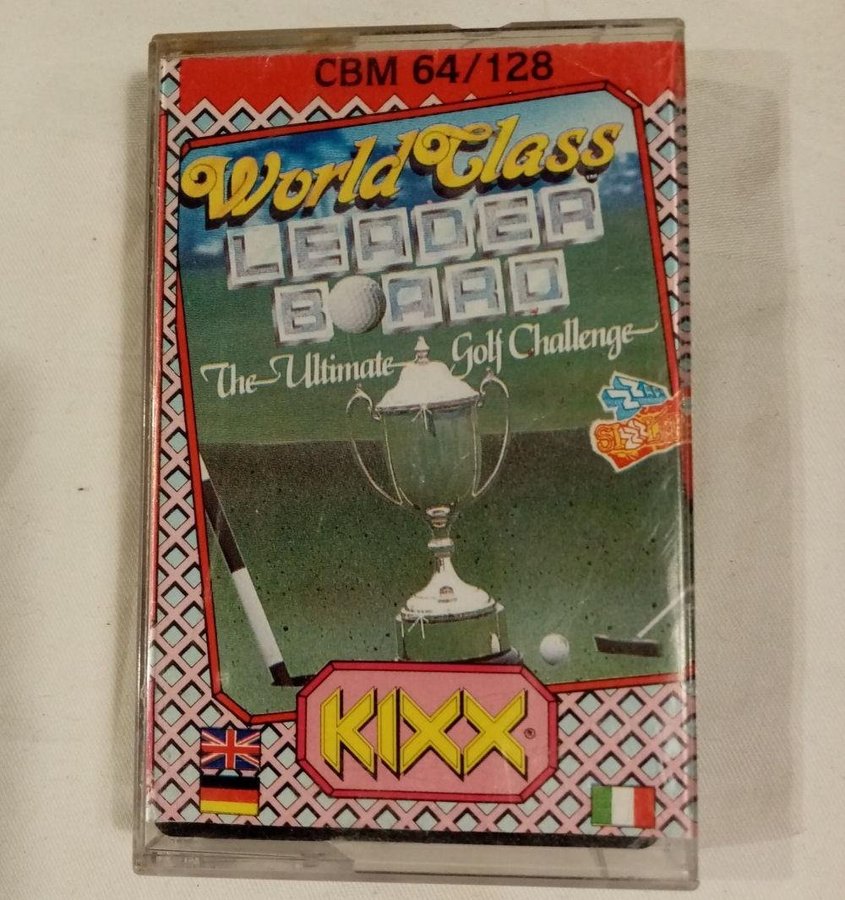 CBM 64/128
World Class
LEADER
BOARD
The Ultimate Golf Challenge
KIXX®